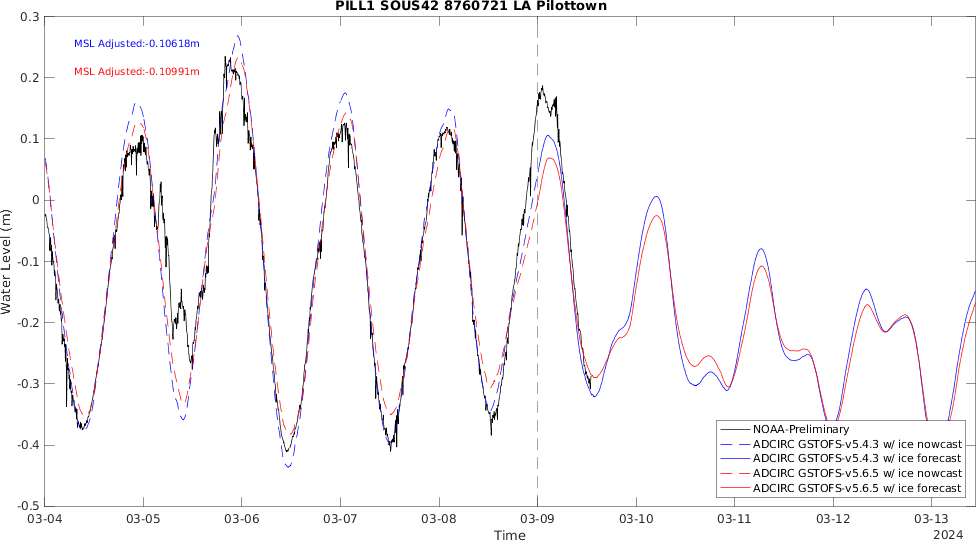 PILL1 SOUS42 8760721 LA Pilottown
MSL Adjusted:-0.10618m
MSL Adjusted:-0.10991m
Water Level (m)
0.3
0.2
0.1
0
-0.1
-0.2
-0.3
-0.4
-0.5
NOAA-Preliminary
ADCIRC GSTOFS-v5.4.3 w/ ice nowcast
ADCIRC GSTOFS-v5.4.3 w/ ice forecast
ADCIRC GSTOFS-v5.6.5 w/ ice nowcast
ADCIRC GSTOFS-v5.6.5 w/ ice forecast
03-04 03-05 03-06 03-07 03-08 03-09 03-10 03-11 03-12 03-13
Time
2024